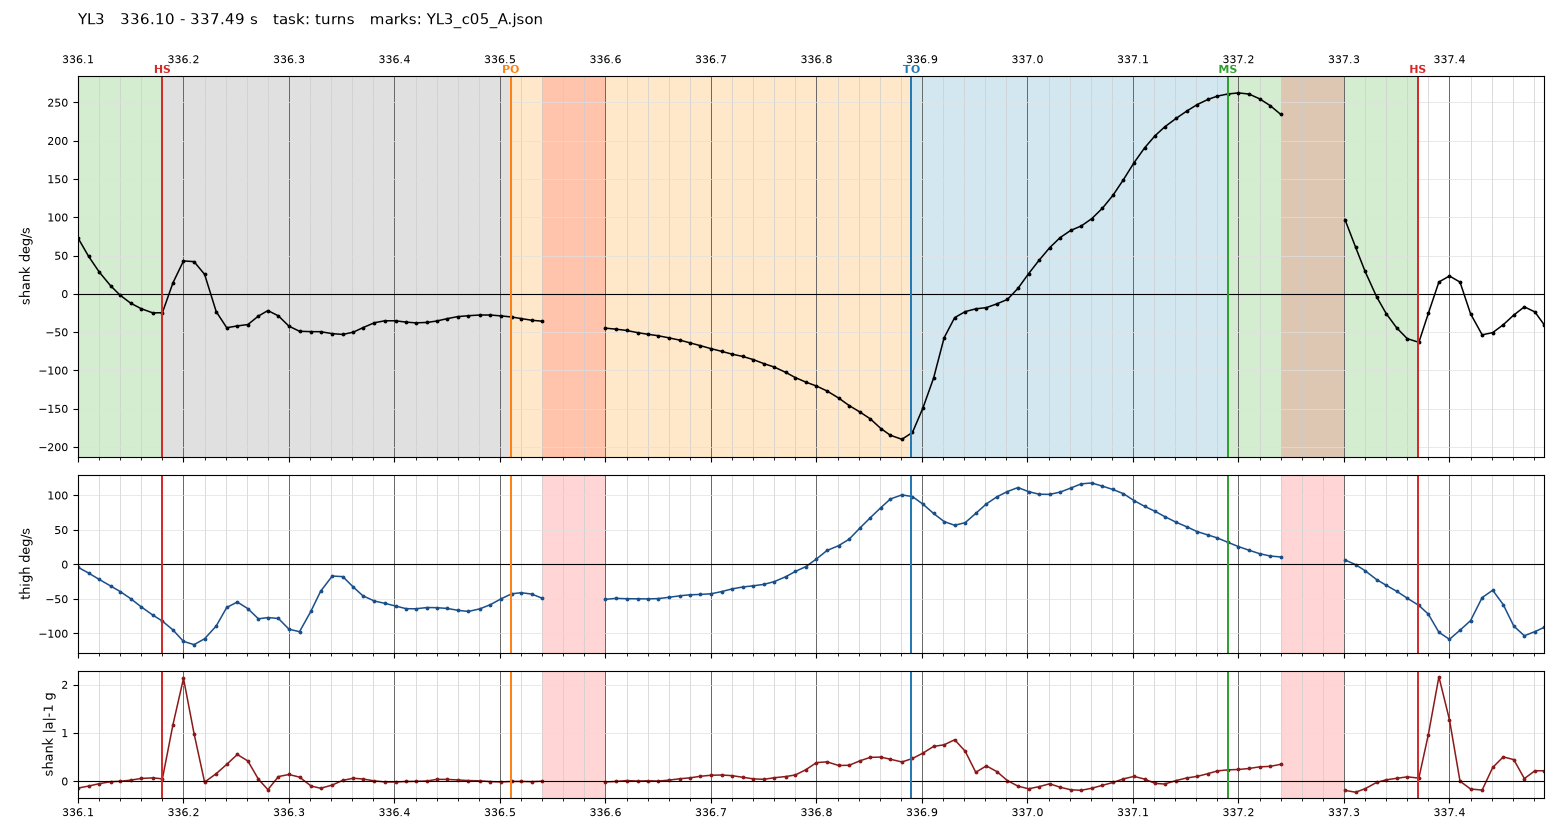 YL3 336.10 - 337.49 s task: turns marks: YL3_c05_A.json
336.1 336.2 336.3 336.4 336.5 336.6 336.7 336.8 336.9 337.0 337.1 337.2 337.3 337.4
HS PO TO MS HS
shank deg/s
250
200
150
100
50
0
−50
−100
−150
−200
thigh deg/s
100
50
0
−50
−100
shank |a|-1 g
2
1
0
336.1 336.2 336.3 336.4 336.5 336.6 336.7 336.8 336.9 337.0 337.1 337.2 337.3 337.4